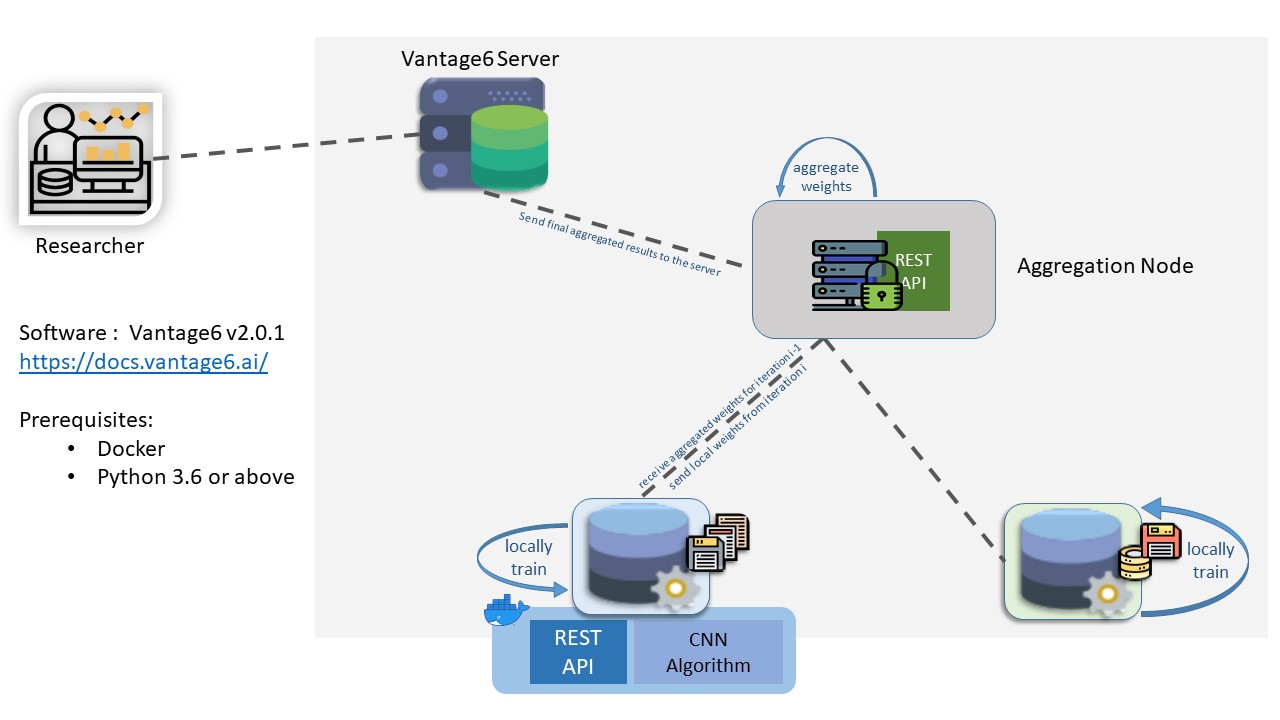 Vantage6 Server
Researcher
Software : Vantage6 v2.0.1
https://docs.vantage6.ai/
Prerequisites:
• Docker
• Python 3.6 or above
Send final aggregated results to the server
aggregate
weights
REST
API
Aggregation Node
receive aggregated weights for iteration i-1
send local weights from iteration i
locally
train
REST
API
CNN
Algorithm
locally
train